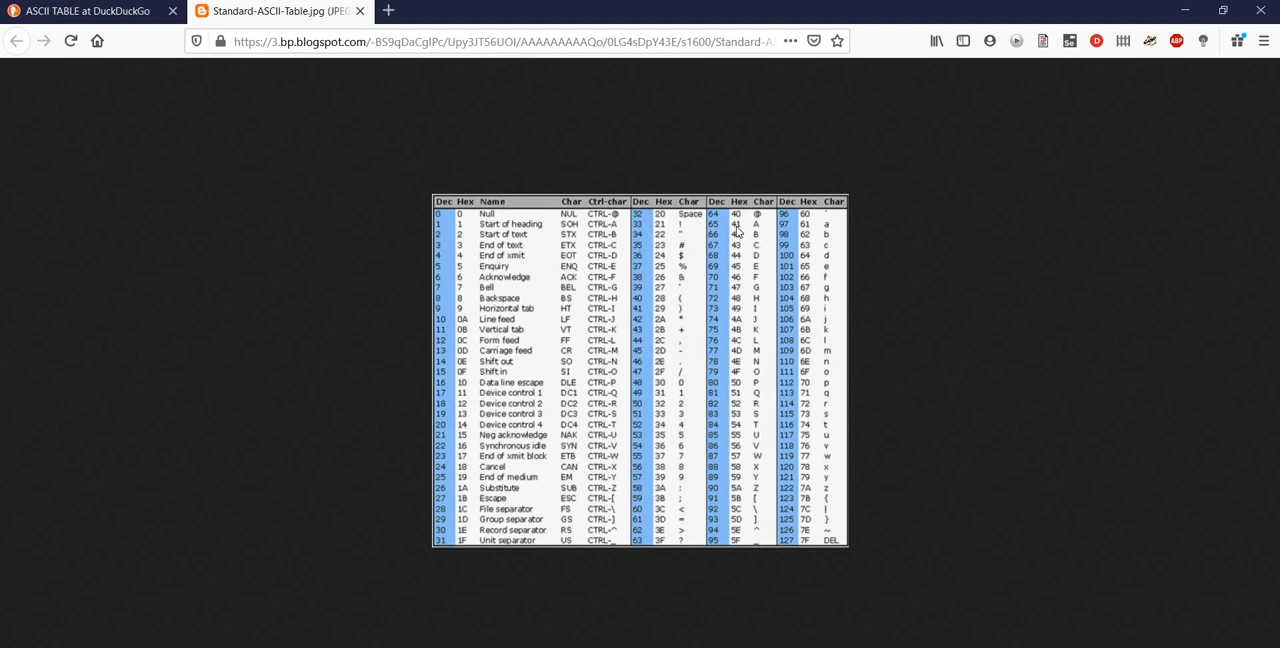 ASCII TABLE at DuckDuckGo
Standard-ASCII-Table.jpg (JPEG
https://3.bp.blogspot.com/-BS9qDaCgIPc/Upy3JT56UOI/AAAAAAAAAQo/0LG4sDpY43E/s1600/Standard-AS
Dec Hex Name Char Ctrl-char Dec Hex Char Dec Hex Char Dec Hex Char
0 0 Null NUL CTRL-@ 32 20 Space 64 40 @ 96 60 `
1 1 Start of heading SOH CTRL-A 33 21 ! 65 41 A 97 61 a
2 2 Start of text STX CTRL-B 34 22 " 66 B 98 62 b
3 3 End of text ETX CTRL-C 35 23 # 67 43 C 99 63 c
4 4 End of xmit EOT CTRL-D 36 24 $ 68 44 D 100 64 d
5 5 Enquiry ENQ CTRL-E 37 25 % 69 45 E 101 65 e
6 6 Acknowledge ACK CTRL-F 38 26 & 70 46 F 102 66 f
7 7 Bell BEL CTRL-G 39 27 ' 71 47 G 103 67 g
8 8 Backspace BS CTRL-H 40 28 ( 72 48 H 104 68 h
9 9 Horizontal tab HT CTRL-I 41 29 ) 73 49 I 105 69 i
10 0A Line feed LF CTRL-J 42 2A * 74 4A J 106 6A j
11 0B Vertical tab VT CTRL-K 43 2B + 75 4B K 107 6B k
12 0C Form feed FF CTRL-L 44 2C , 76 4C L 108 6C l
13 0D Carriage feed CR CTRL-M 45 2D - 77 4D M 109 6D m
14 0E Shift out SO CTRL-N 46 2E . 78 4E N 110 6E n
15 0F Shift in SI CTRL-O 47 2F / 79 4F O 111 6F o
16 10 Data line escape DLE CTRL-P 48 30 0 80 50 P 112 70 p
17 11 Device control 1 DC1 CTRL-Q 49 31 1 81 51 Q 113 71 q
18 12 Device control 2 DC2 CTRL-R 50 32 2 82 52 R 114 72 r
19 13 Device control 3 DC3 CTRL-S 51 33 3 83 53 S 115 73 s
20 14 Device control 4 DC4 CTRL-T 52 34 4 84 54 T 116 74 t
21 15 Neg acknowledge NAK CTRL-U 53 35 5 85 55 U 117 75 u
22 16 Synchronous idle SYN CTRL-V 54 36 6 86 56 V 118 76 v
23 17 End of xmit block ETB CTRL-W 55 37 7 87 57 W 119 77 w
24 18 Cancel CAN CTRL-X 56 38 8 88 58 X 120 78 x
25 19 End of medium EM CTRL-Y 57 39 9 89 59 Y 121 79 y
26 1A Substitute SUB CTRL-Z 58 3A : 90 5A Z 122 7A z
27 1B Escape ESC CTRL-[ 59 3B ; 91 5B [ 123 7B {
28 1C File separator FS CTRL-\ 60 3C < 92 5C \ 124 7C |
29 1D Group separator GS CTRL-] 61 3D = 93 5D ] 125 7D }
30 1E Record separator RS CTRL-^ 62 3E > 94 5E ^ 126 7E ~
31 1F Unit separator US CTRL-_ 63 3F ? 95 5F _ 127 7F DEL